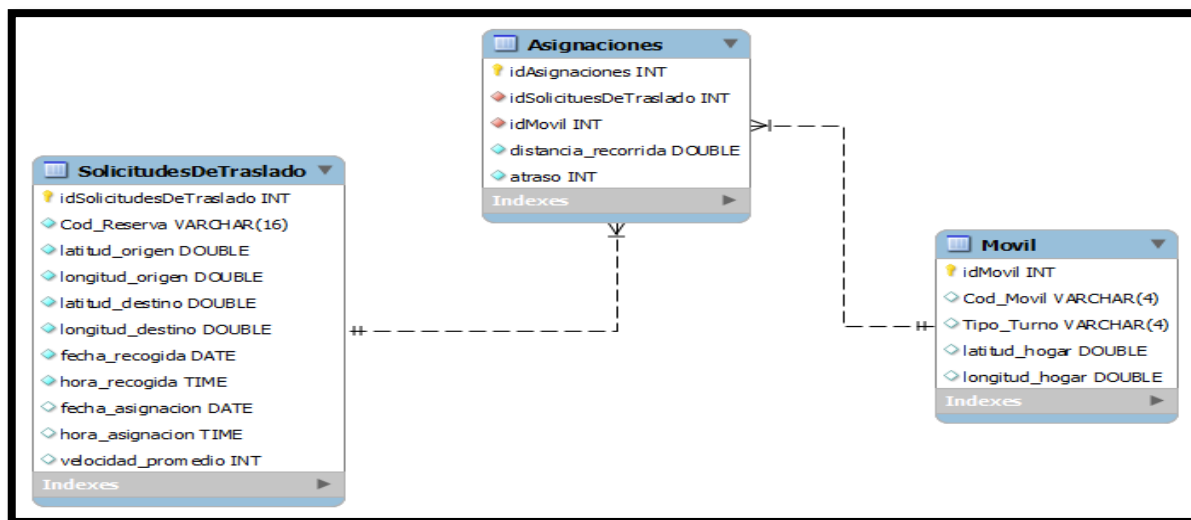 Asignaciones
idAsignaciones INT
idSolicituesDeTraslado INT
idMovil INT
distancia_recorrida DOUBLE
atraso INT
Indexes
SolicitudesDeTraslado
idSolicitudesDeTraslado INT
Cod_Reserva VARCHAR(16)
latitud_origen DOUBLE
longitud_origen DOUBLE
latitud_destino DOUBLE
longitud_destino DOUBLE
fecha_recogida DATE
hora_recogida TIME
fecha_asignacion DATE
hora_asignacion TIME
velocidad_promedio INT
Indexes
Movil
idMovil INT
Cod_Movil VARCHAR(4)
Tipo_Turno VARCHAR(4)
latitud_hogar DOUBLE
longitud_hogar DOUBLE
Indexes